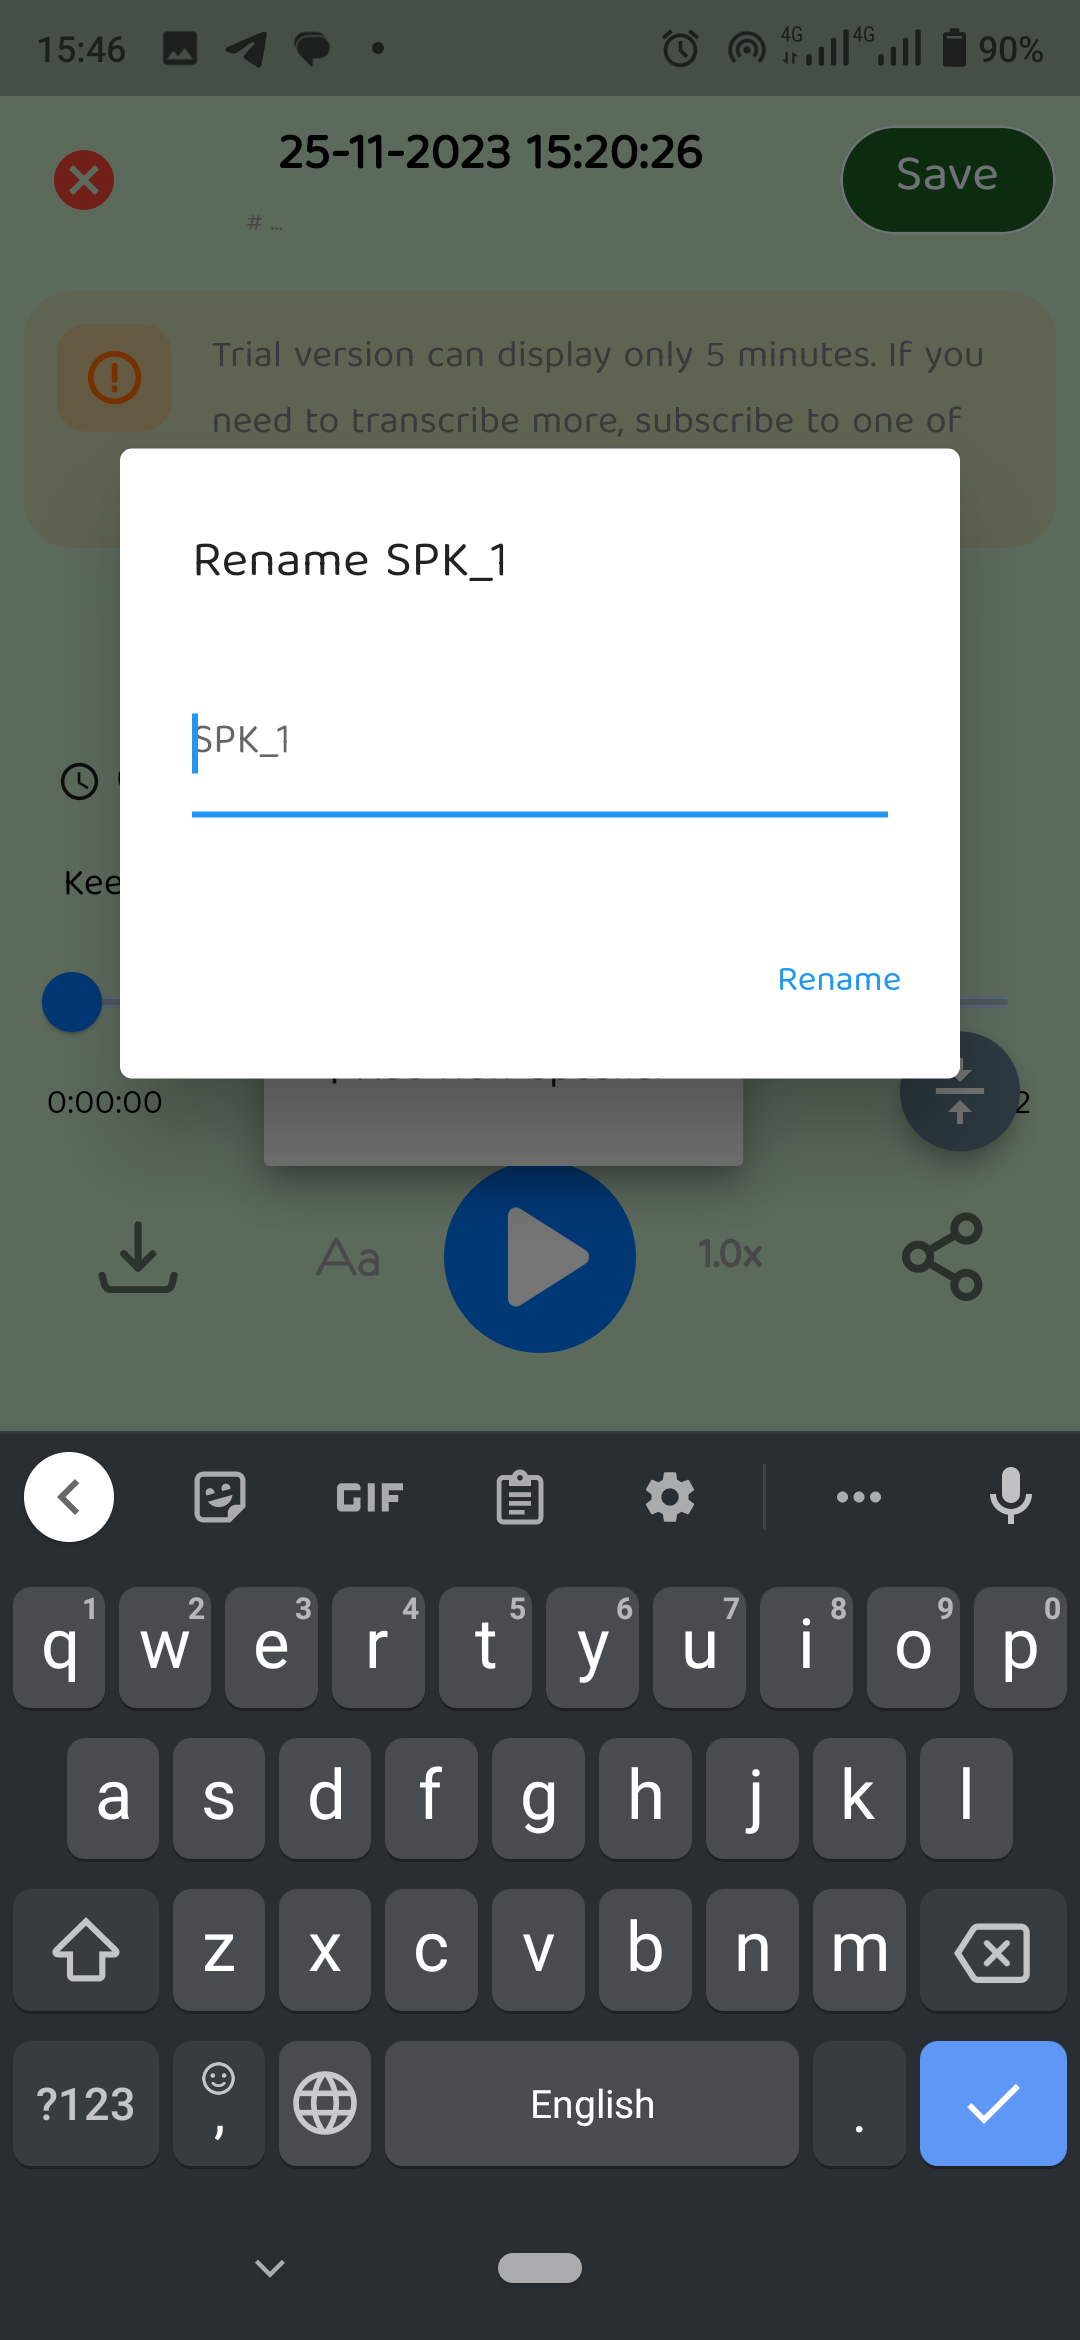 15:46
4G
4G
90%
25-11-2023 15:20:26
Save
# ...
Trial version can display only 5 minutes. If you
need to transcribe more, subscribe to one of
Rename SPK_1
SPK_1
Rename
0:00:00
Aa
1.0x
GIF
q 1 w 2 e 3 r 4 t 5 y 6 u 7 i 8 o 9 p 0
a s d f g h j k l
z x c v b n m
?123 , English .